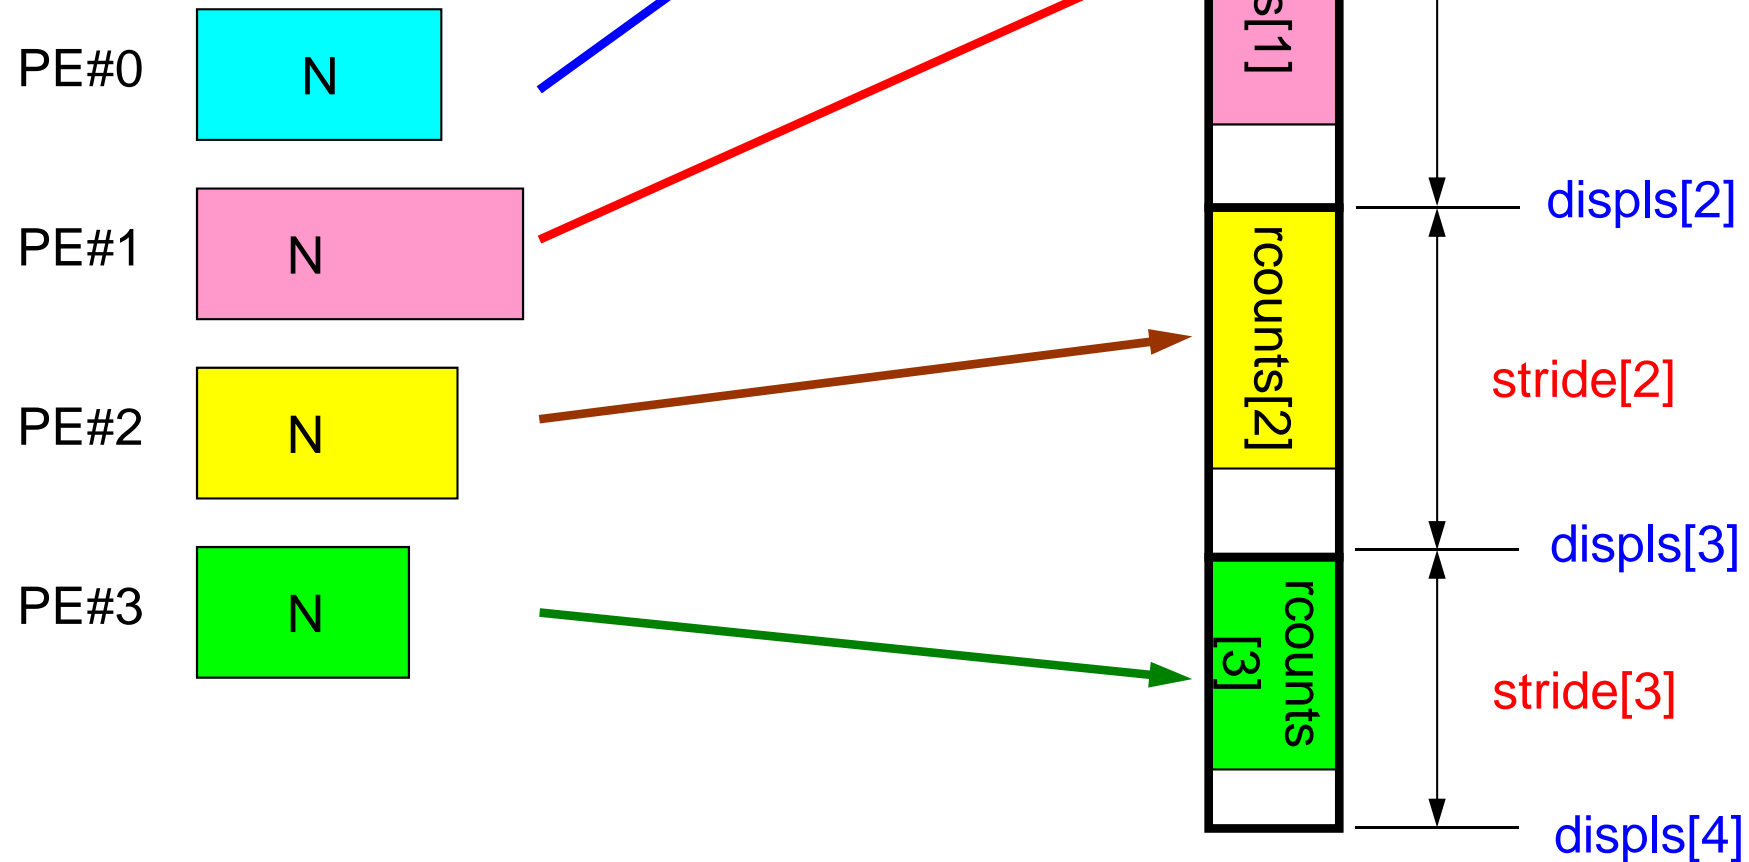 PE#0
N
PE#1
N
PE#2
N
PE#3
N
s[1]
rcounts[2]
rcounts
[3]
displs[2]
stride[2]
displs[3]
stride[3]
displs[4]